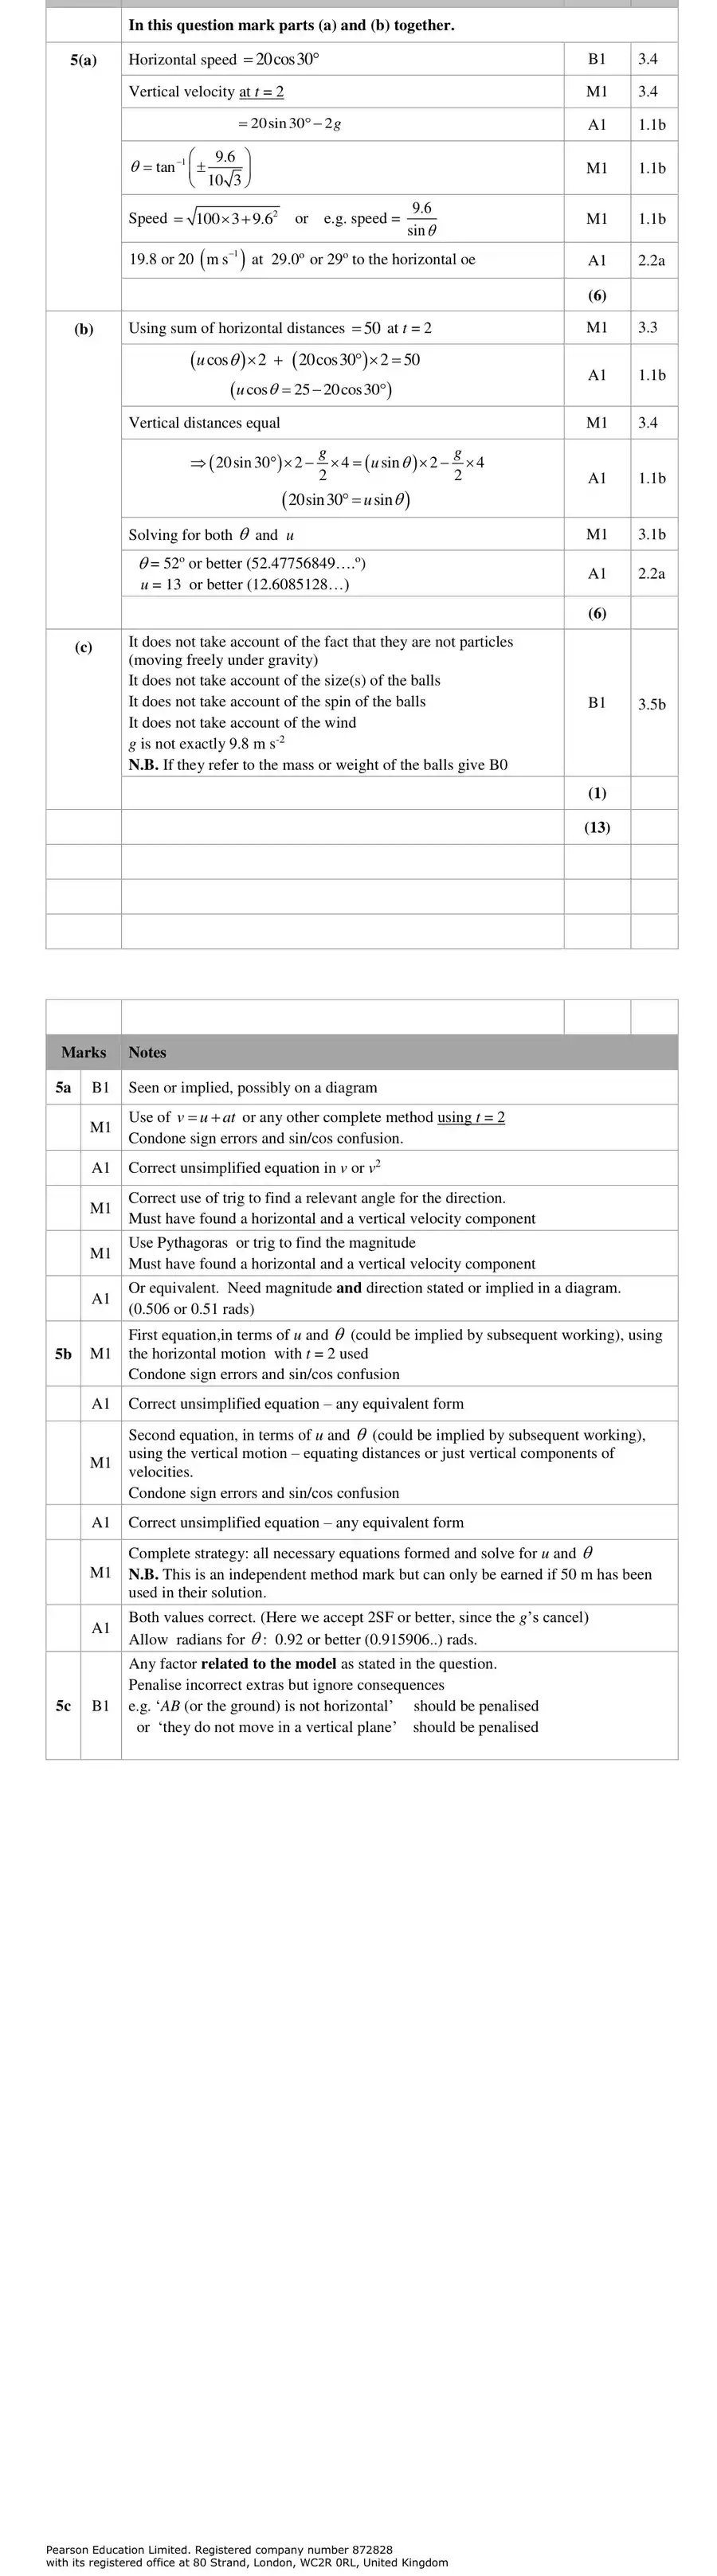 In this question mark parts (a) and (b) together.
5(a) Horizontal speed = 20cos30° B1 3.4
Vertical velocity at t = 2 M1 3.4
= 20sin30° − 2g A1 1.1b
θ = tan⁻¹(± 9.6/10√3) M1 1.1b
Speed = √(100×3+9.6²) or e.g. speed = 9.6/sin θ M1 1.1b
19.8 or 20 (m s⁻¹) at 29.0º or 29º to the horizontal oe A1 2.2a
(6)
(b) Using sum of horizontal distances = 50 at t = 2 M1 3.3
(u cos θ)×2 + (20cos30°)×2 = 50
(u cos θ = 25 − 20cos30°) A1 1.1b
Vertical distances equal M1 3.4
⇒ (20sin30°)×2 − g/2 ×4 = (u sin θ)×2 − g/2 ×4
(20sin30° = u sin θ) A1 1.1b
Solving for both θ and u M1 3.1b
θ = 52º or better (52.47756849….º)
u = 13 or better (12.6085128…) A1 2.2a
(6)
(c) It does not take account of the fact that they are not particles
(moving freely under gravity)
It does not take account of the size(s) of the balls
It does not take account of the spin of the balls B1 3.5b
It does not take account of the wind
g is not exactly 9.8 m s⁻²
N.B. If they refer to the mass or weight of the balls give B0
(1)
(13)
Marks Notes
5a B1 Seen or implied, possibly on a diagram
M1 Use of v = u + at or any other complete method using t = 2
Condone sign errors and sin/cos confusion.
A1 Correct unsimplified equation in v or v²
M1 Correct use of trig to find a relevant angle for the direction.
Must have found a horizontal and a vertical velocity component
M1 Use Pythagoras or trig to find the magnitude
Must have found a horizontal and a vertical velocity component
A1 Or equivalent. Need magnitude and direction stated or implied in a diagram.
(0.506 or 0.51 rads)
5b M1 First equation,in terms of u and θ (could be implied by subsequent working), using
the horizontal motion with t = 2 used
Condone sign errors and sin/cos confusion
A1 Correct unsimplified equation – any equivalent form
M1 Second equation, in terms of u and θ (could be implied by subsequent working),
using the vertical motion – equating distances or just vertical components of
velocities.
Condone sign errors and sin/cos confusion
A1 Correct unsimplified equation – any equivalent form
M1 Complete strategy: all necessary equations formed and solve for u and θ
N.B. This is an independent method mark but can only be earned if 50 m has been
used in their solution.
A1 Both values correct. (Here we accept 2SF or better, since the g's cancel)
Allow radians for θ : 0.92 or better (0.915906..) rads.
5c B1 Any factor related to the model as stated in the question.
Penalise incorrect extras but ignore consequences
e.g. 'AB (or the ground) is not horizontal' should be penalised
or 'they do not move in a vertical plane' should be penalised
Pearson Education Limited. Registered company number 872828
with its registered office at 80 Strand, London, WC2R 0RL, United Kingdom